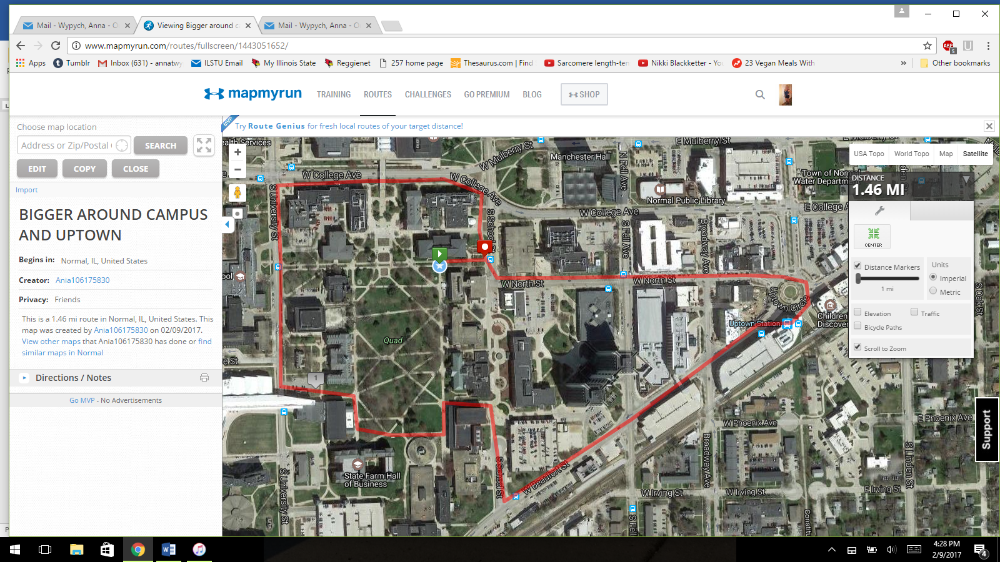 Mail - Wypych, Anna - O
Viewing Bigger around c
Mail - Wypych, Anna - O
www.mapmyrun.com/routes/fullscreen/1443051652/
ABP
5
Apps
Tumblr
Inbox (631) - annatwy
ILSTU Email
My Illinois State
Reggienet
257 home page
Thesaurus.com | Find
Sarcomere length-ten
Nikki Blackketter - You
23 Vegan Meals With
»
Other bookmarks
mapmyrun
TRAINING
ROUTES
CHALLENGES
GO PREMIUM
BLOG
SHOP
Choose map location
Address or Zip/Postal
SEARCH
EDIT
COPY
CLOSE
Import
BIGGER AROUND CAMPUS
AND UPTOWN
Begins in: Normal, IL, United States
Creator: Ania106175830
Privacy: Friends
This is a 1.46 mi route in Normal, IL, United States. This
map was created by Ania106175830 on 02/09/2017.
View other maps that Ania106175830 has done or find
similar maps in Normal
Directions / Notes
Go MVP - No Advertisements
MVP
Try Route Genius for fresh local routes of your target distance!
ealth Services
W College Ave
W Mulberry St
E Mulberry St
E Mulberry St
Manchester Hall
N Fell Ave
W College Ave
Normal Public Library
Town of Normal
Water Departm
E College A
W College Ave
S University St
S School St
S Fell Ave
Broadway Ave
W North St
W North St
Uptown Circle
Children
Discover
Uptown Station
Quad
ool
e St
1
S Oak St
State Farm Hall
of Business
S University St
S School St
W Beaufort St
W Phoenix Ave
E Phoenix Ave
Broadway Ave
S Linden St
W Irving St
W Irving St
E Irving St
S Fell
Constitu
USA Topo
World Topo
Map
Satellite
DISTANCE
1.46 MI
CENTER
Distance Markers
1 mi
Units
Imperial
Metric
Elevation
Traffic
Bicycle Paths
Scroll to Zoom
Support
4:28 PM
2/9/2017
4